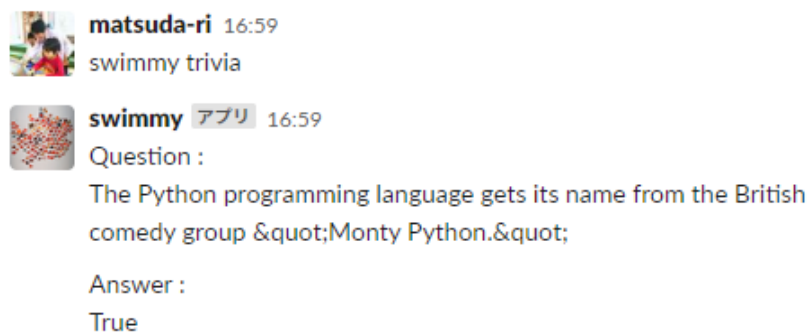 matsuda-ri 16:59
swimmy trivia
swimmy アプリ 16:59
Question :
The Python programming language gets its name from the British
comedy group &quot;Monty Python.&quot;
Answer :
True